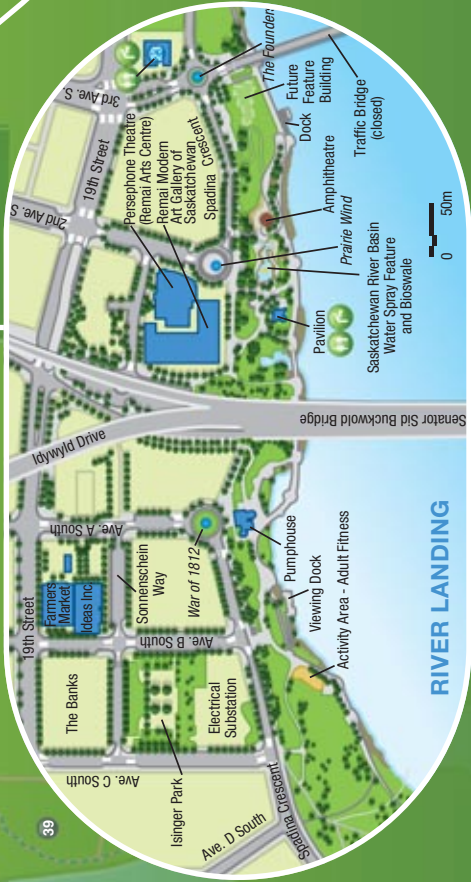 RIVER LANDING
3rd Ave. S.
2nd Ave. S.
19th Street
The Founders
Persephone Theatre
(Remai Arts Centre)
Remai Modern
Art Gallery of
Saskatchewan
Spadina Crescent
Future
Dock Feature
Building
Traffic Bridge
(closed)
Amphitheatre
Prairie Wind
Saskatchewan River Basin
Water Spray Feature
and Bioswale
Pavilion
0 50m
Senator Sid Buckwold Bridge
Idylwyld Drive
Ave. A South
19th Street
Farmers
Market
Ideas Inc.
Sonnenschein
Way
War of 1812
Pumphouse
Viewing Dock
Activity Area - Adult Fitness
Ave. B South
The Banks
Isinger Park
Electrical
Substation
Ave. C South
Ave. D South
Spadina Crescent
39